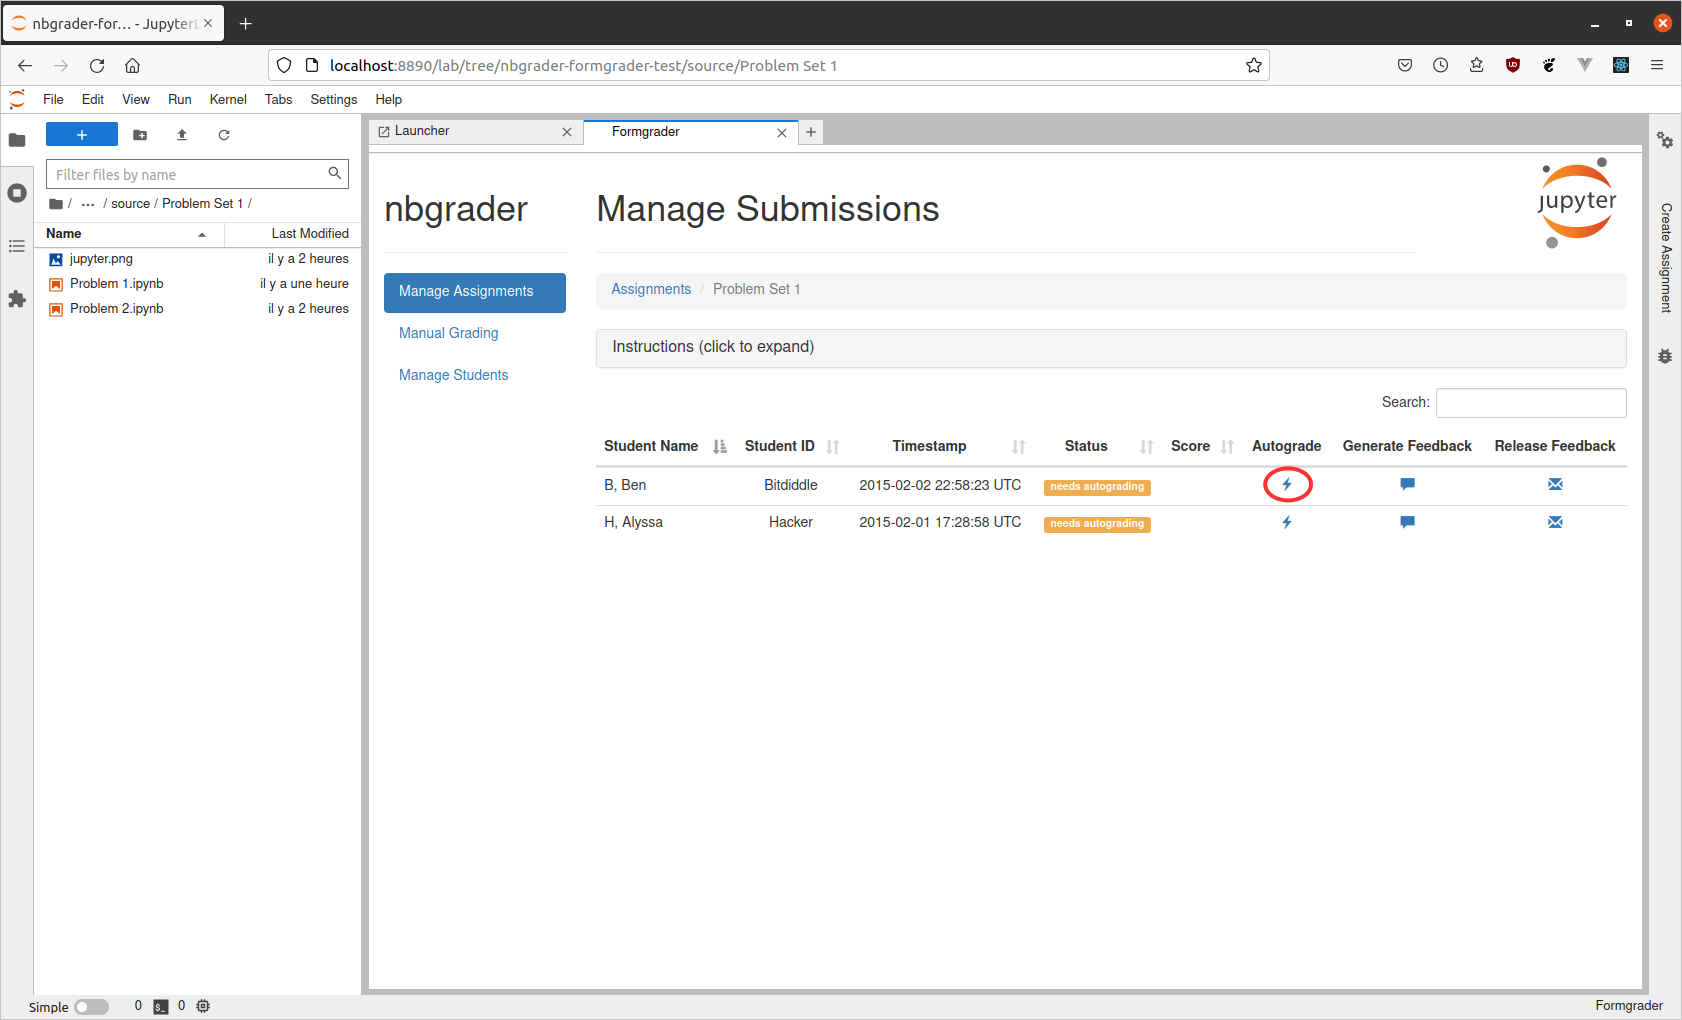 nbgrader-for… - JupyterL
localhost:8890/lab/tree/nbgrader-formgrader-test/source/Problem Set 1
File Edit View Run Kernel Tabs Settings Help
Launcher
Formgrader
Filter files by name
/ … / source / Problem Set 1 /
Name Last Modified
jupyter.png il y a 2 heures
Problem 1.ipynb il y a une heure
Problem 2.ipynb il y a 2 heures
nbgrader
Manage Assignments
Manual Grading
Manage Students
Manage Submissions
jupyter
Assignments / Problem Set 1
Instructions (click to expand)
Search:
Student Name Student ID Timestamp Status Score Autograde Generate Feedback Release Feedback
B, Ben Bitdiddle 2015-02-02 22:58:23 UTC needs autograding
H, Alyssa Hacker 2015-02-01 17:28:58 UTC needs autograding
Create Assignment
Simple 0 $_ 0
Formgrader